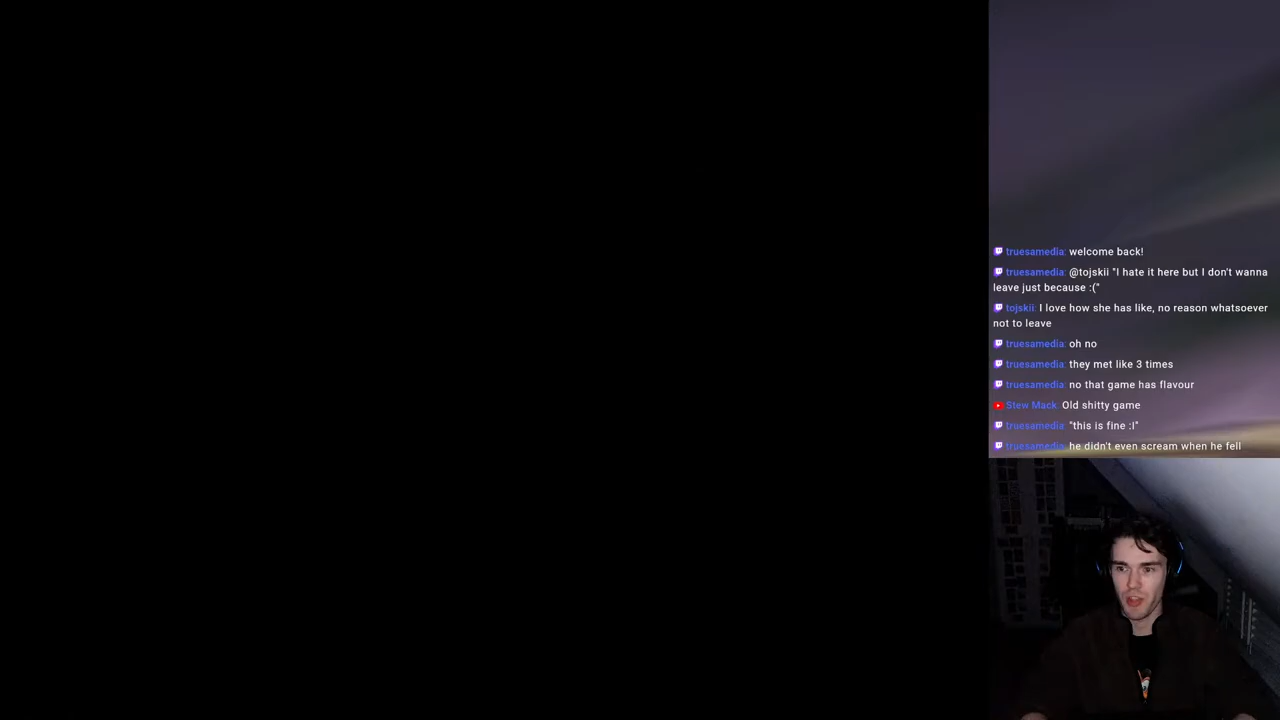 truesamedia: welcome back!
truesamedia: @tojskii "I hate it here but I don't wanna
leave just because :("
tojskii: I love how she has like, no reason whatsoever
not to leave
truesamedia: oh no
truesamedia: they met like 3 times
truesamedia: no that game has flavour
Stew Mack: Old shitty game
truesamedia: "this is fine :I"
truesamedia: he didn't even scream when he fell